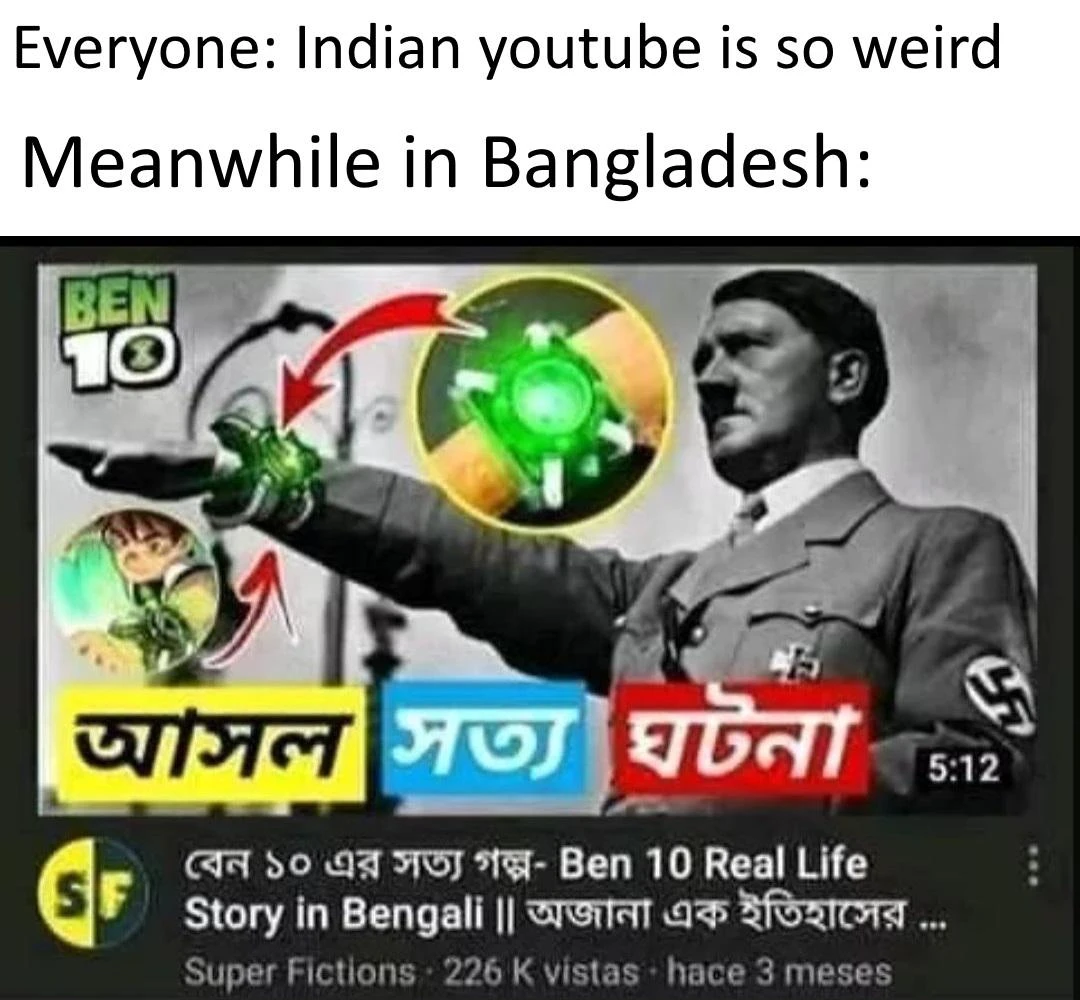 Everyone: Indian youtube is so weird
Meanwhile in Bangladesh:
BEN
10
আসল সত্য ঘটনা
5:12
SF
বেন ১০ এর সত্য গল্প- Ben 10 Real Life
Story in Bengali || অজানা এক ইতিহাসের ...
Super Fictions · 226 K vistas · hace 3 meses